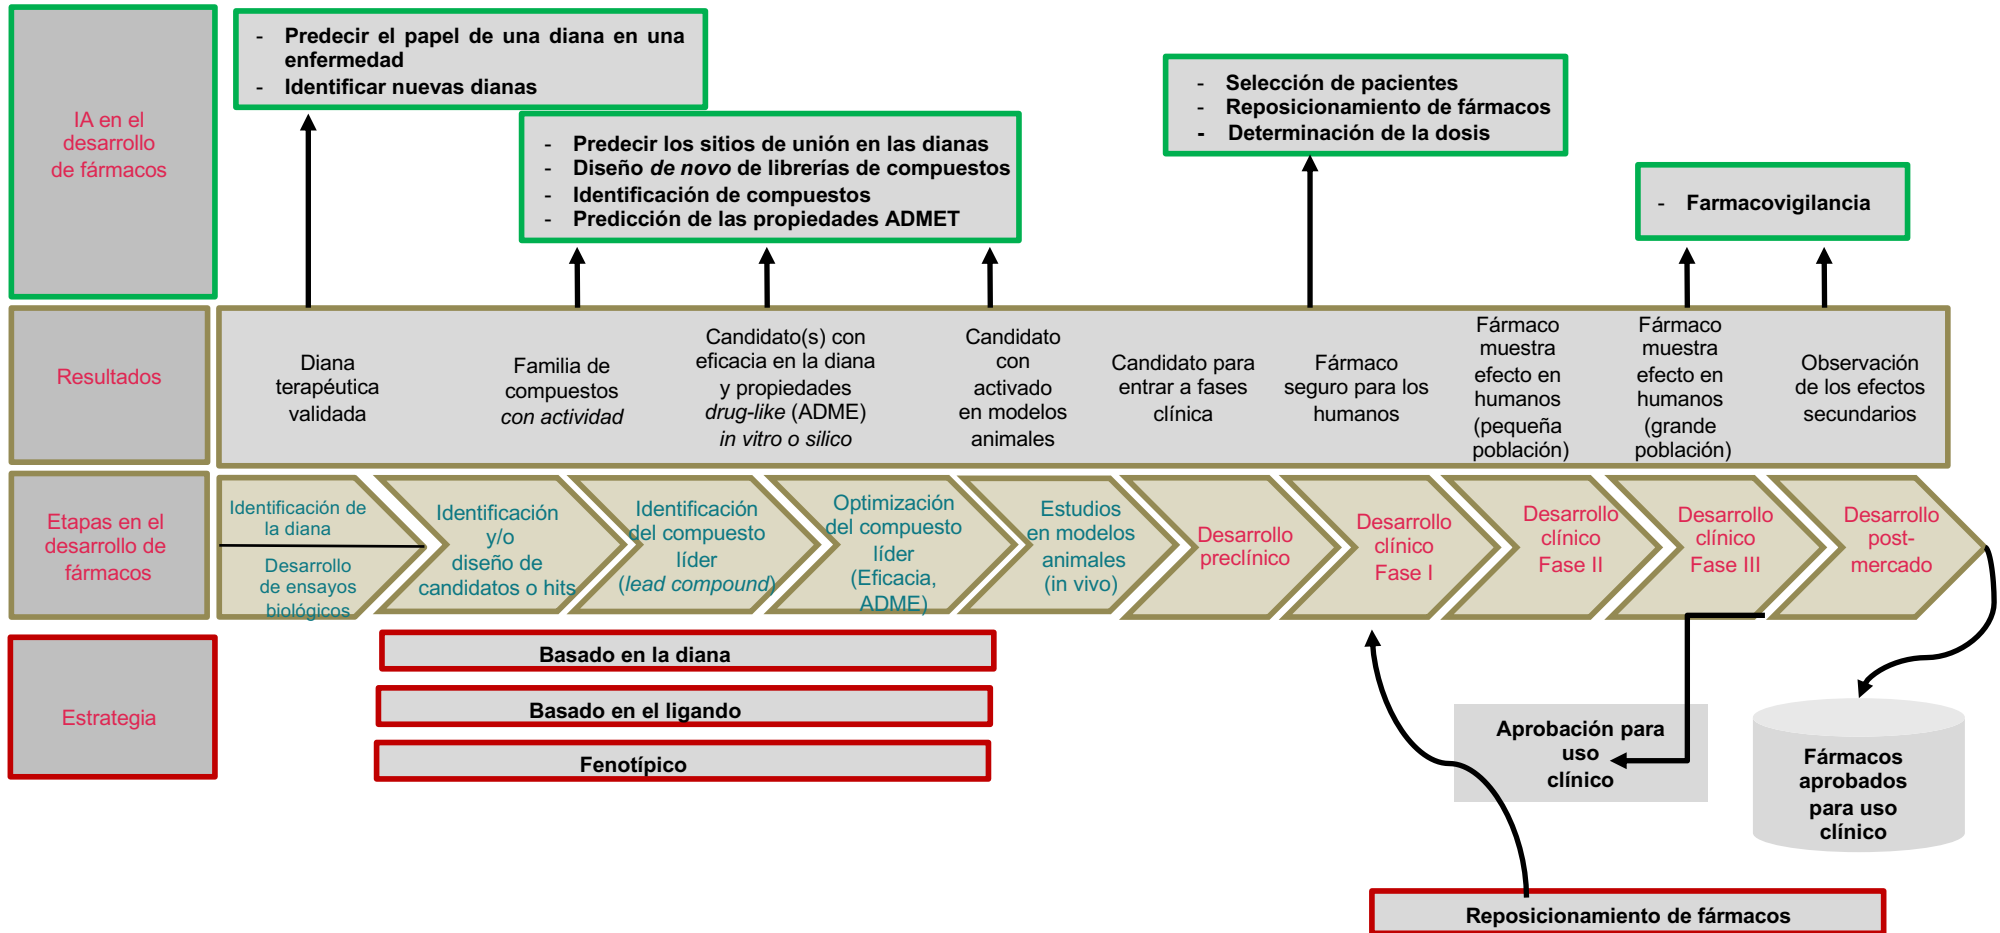 IA en el
desarrollo
de fármacos
- Predecir el papel de una diana en una
enfermedad
- Identificar nuevas dianas
- Predecir los sitios de unión en las dianas
- Diseño de novo de librerías de compuestos
- Identificación de compuestos
- Predicción de las propiedades ADMET
- Selección de pacientes
- Reposicionamiento de fármacos
- Determinación de la dosis
- Farmacovigilancia
Resultados
Diana
terapéutica
validada
Familia de
compuestos
con actividad
Candidato(s) con
eficacia en la diana
y propiedades
drug-like (ADME)
in vitro o silico
Candidato
con
activado
en modelos
animales
Candidato para
entrar a fases
clínica
Fármaco
seguro para los
humanos
Fármaco
muestra
efecto en
humanos
(pequeña
población)
Fármaco
muestra
efecto en
humanos
(grande
población)
Observación
de los efectos
secundarios
Etapas en el
desarrollo de
fármacos
Identificación de
la diana
Desarrollo
de ensayos
biológicos
Identificación
y/o
diseño de
candidatos o hits
Identificación
del compuesto
líder
(lead compound)
Optimización
del compuesto
líder
(Eficacia,
ADME)
Estudios
en modelos
animales
(in vivo)
Desarrollo
preclínico
Desarrollo
clínico
Fase I
Desarrollo
clínico
Fase II
Desarrollo
clínico
Fase III
Desarrollo
post-
mercado
Estrategia
Basado en la diana
Basado en el ligando
Fenotípico
Aprobación para
uso
clínico
Fármacos
aprobados
para uso
clínico
Reposicionamiento de fármacos